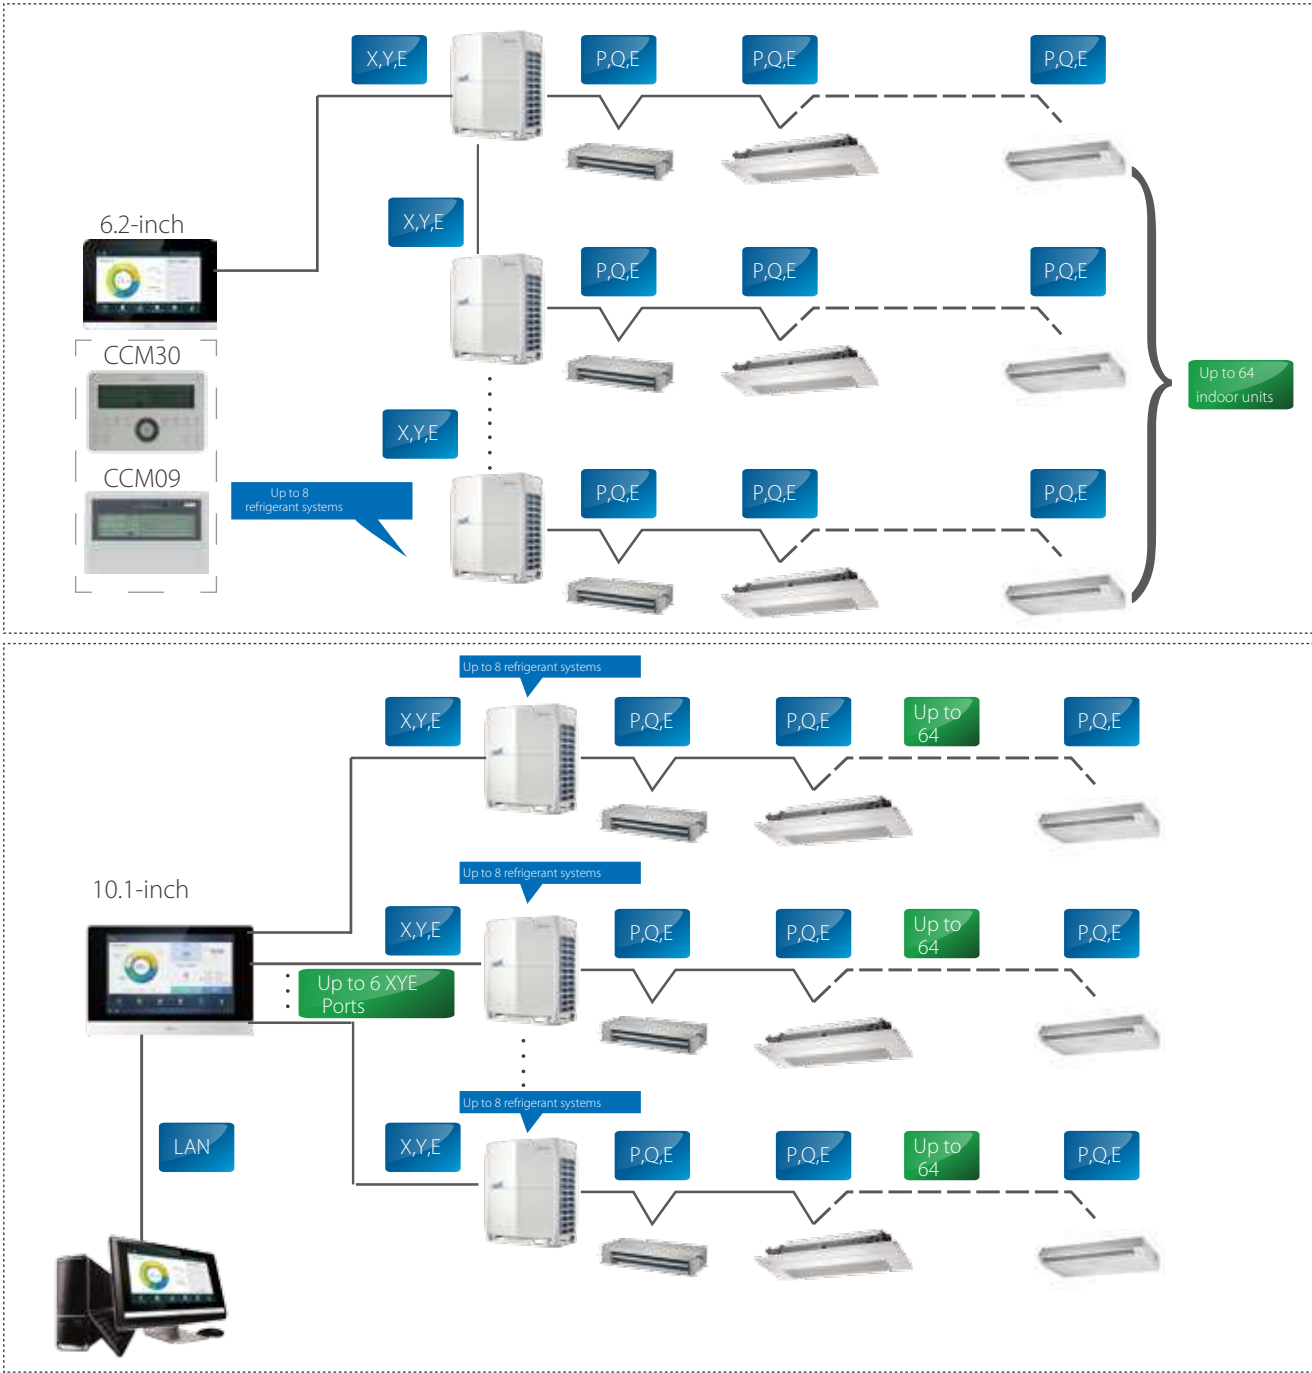 X,Y,E
P,Q,E
P,Q,E
P,Q,E
X,Y,E
6.2-inch
P,Q,E
P,Q,E
P,Q,E
CCM30
Up to 64
indoor units
X,Y,E
CCM09
Up to 8
refrigerant systems
P,Q,E
P,Q,E
P,Q,E
Up to 8 refrigerant systems
X,Y,E
P,Q,E
P,Q,E
Up to
64
P,Q,E
Up to 8 refrigerant systems
10.1-inch
X,Y,E
P,Q,E
P,Q,E
Up to
64
P,Q,E
Up to 6 XYE
Ports
Up to 8 refrigerant systems
LAN
X,Y,E
P,Q,E
P,Q,E
Up to
64
P,Q,E